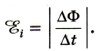 ℰᵢ = |ΔΦ/Δt|.